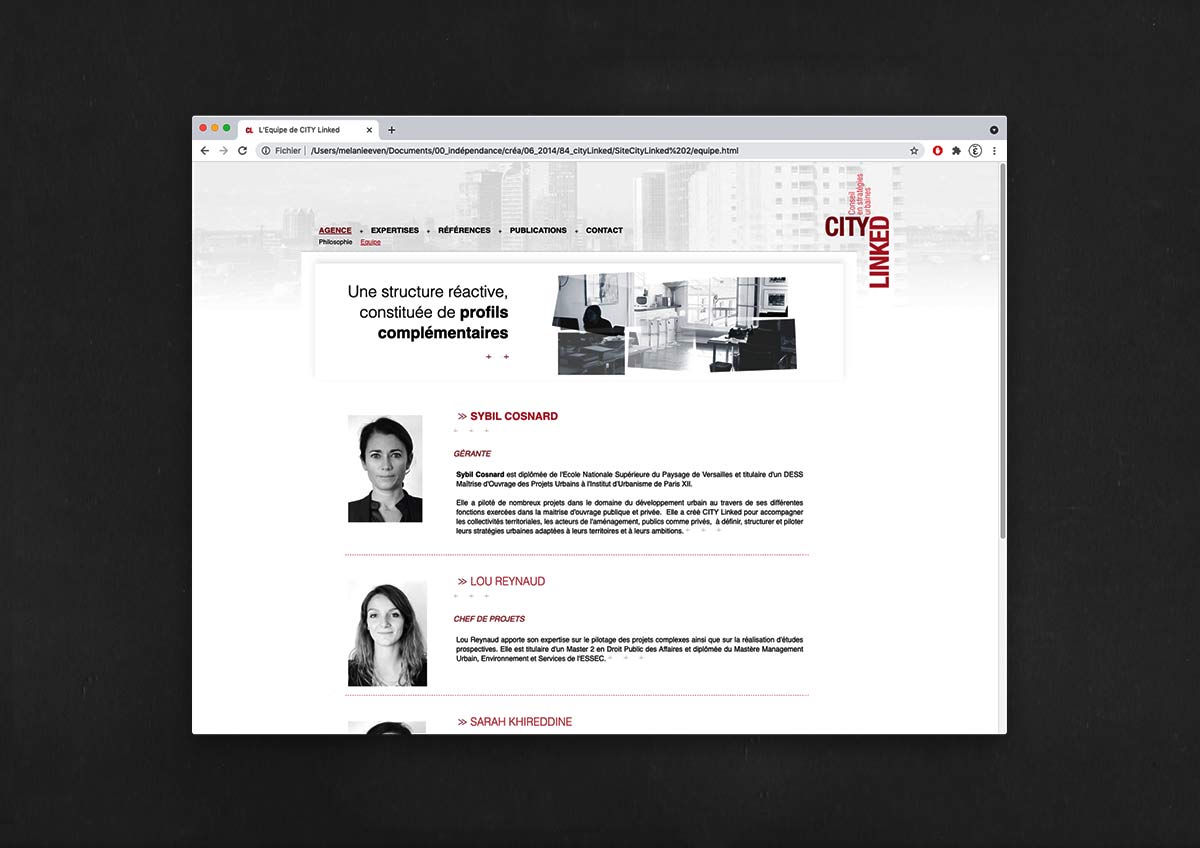 CL L'Equipe de CITY Linked
Fichier | /Users/melanieeven/Documents/00_indépendance/créa/06_2014/84_cityLinked/SiteCityLinked%202/equipe.html
Conseil
en stratégies
urbaines
CITY
LINKED
AGENCE + EXPERTISES + RÉFÉRENCES + PUBLICATIONS + CONTACT
Philosophie Equipe
Une structure réactive,
constituée de profils
complémentaires
+ +
>> SYBIL COSNARD
+ + +
GÉRANTE
Sybil Cosnard est diplômée de l'Ecole Nationale Supérieure du Paysage de Versailles et titulaire d'un DESS
Maîtrise d'Ouvrage des Projets Urbains à l'Institut d'Urbanisme de Paris XII.
Elle a piloté de nombreux projets dans le domaine du développement urbain au travers de ses différentes
fonctions exercées dans la maitrise d'ouvrage publique et privée. Elle a créé CITY Linked pour accompagner
les collectivités territoriales, les acteurs de l'aménagement, publics comme privés, à définir, structurer et piloter
leurs stratégies urbaines adaptées à leurs territoires et à leurs ambitions. + + +
>> LOU REYNAUD
+ + +
CHEF DE PROJETS
Lou Reynaud apporte son expertise sur le pilotage des projets complexes ainsi que sur la réalisation d'études
prospectives. Elle est titulaire d'un Master 2 en Droit Public des Affaires et diplômée du Mastère Management
Urbain, Environnement et Services de l'ESSEC. + + +
>> SARAH KHIREDDINE